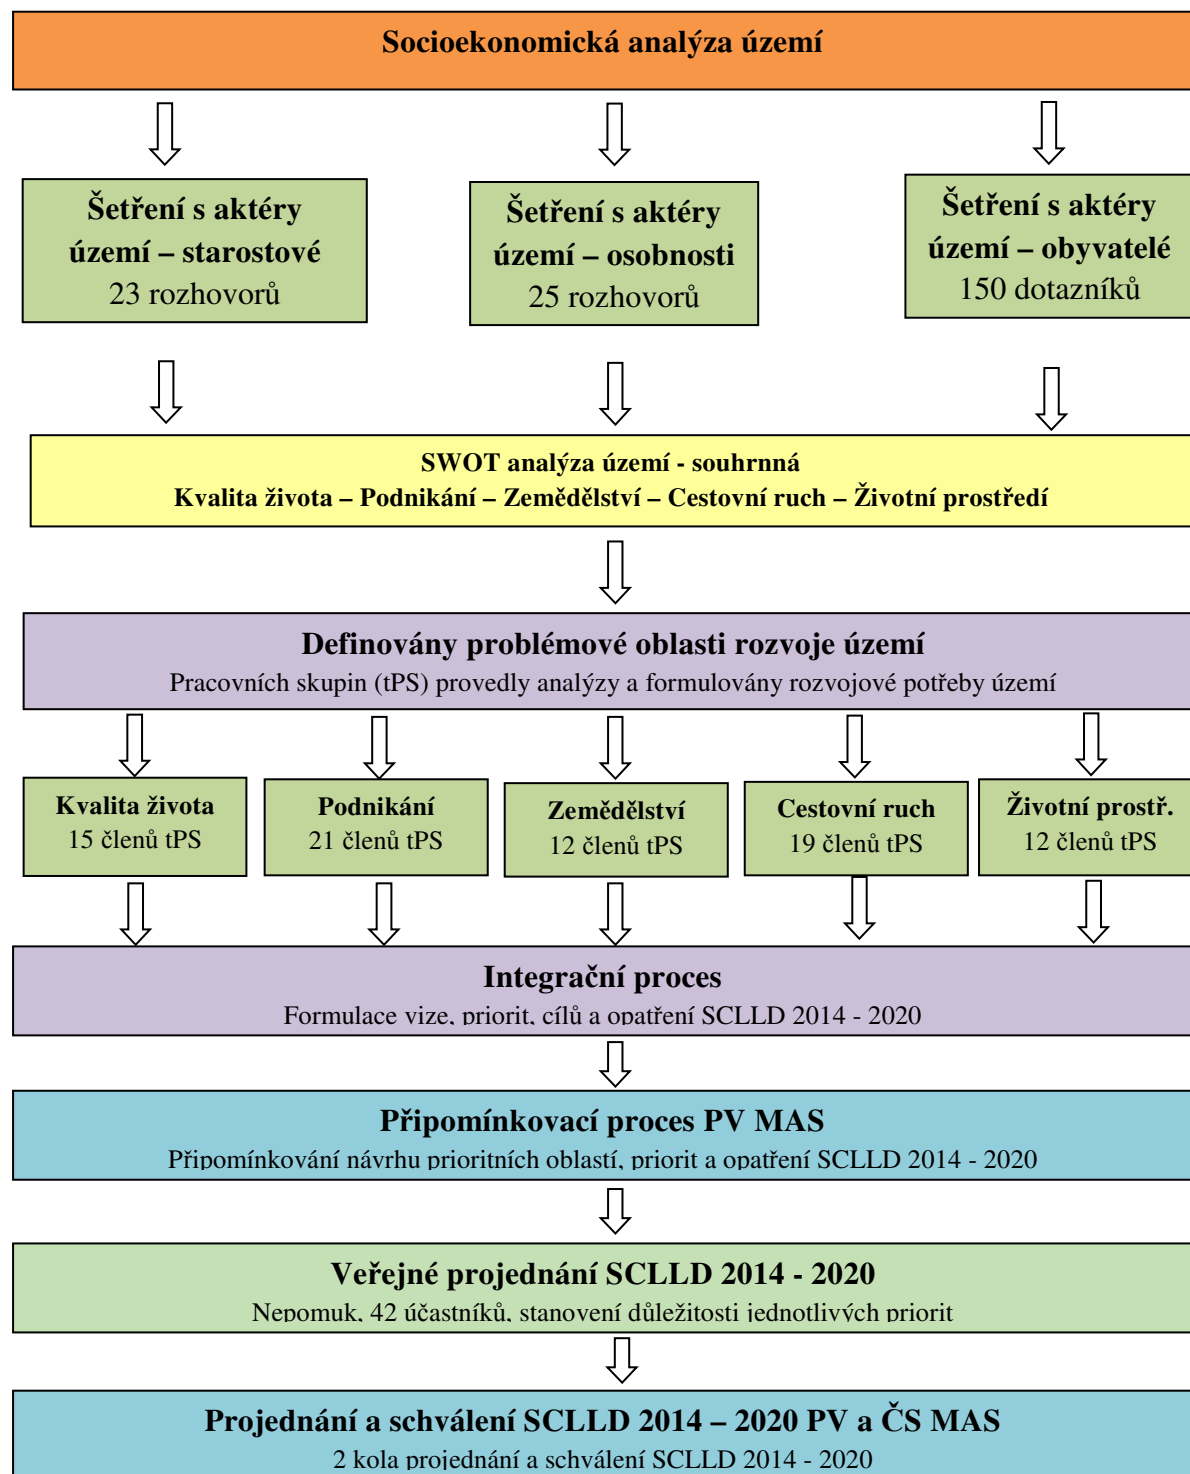 Socioekonomická analýza území
Šetření s aktéry
území – starostové
23 rozhovorů
Šetření s aktéry
území – osobnosti
25 rozhovorů
Šetření s aktéry
území – obyvatelé
150 dotazníků
SWOT analýza území - souhrnná
Kvalita života – Podnikání – Zemědělství – Cestovní ruch – Životní prostředí
Definovány problémové oblasti rozvoje území
Pracovních skupin (tPS) provedly analýzy a formulovány rozvojové potřeby území
Kvalita života
15 členů tPS
Podnikání
21 členů tPS
Zemědělství
12 členů tPS
Cestovní ruch
19 členů tPS
Životní prostř.
12 členů tPS
Integrační proces
Formulace vize, priorit, cílů a opatření SCLLD 2014 - 2020
Připomínkovací proces PV MAS
Připomínkování návrhu prioritních oblastí, priorit a opatření SCLLD 2014 - 2020
Veřejné projednání SCLLD 2014 - 2020
Nepomuk, 42 účastníků, stanovení důležitosti jednotlivých priorit
Projednání a schválení SCLLD 2014 – 2020 PV a ČS MAS
2 kola projednání a schválení SCLLD 2014 - 2020